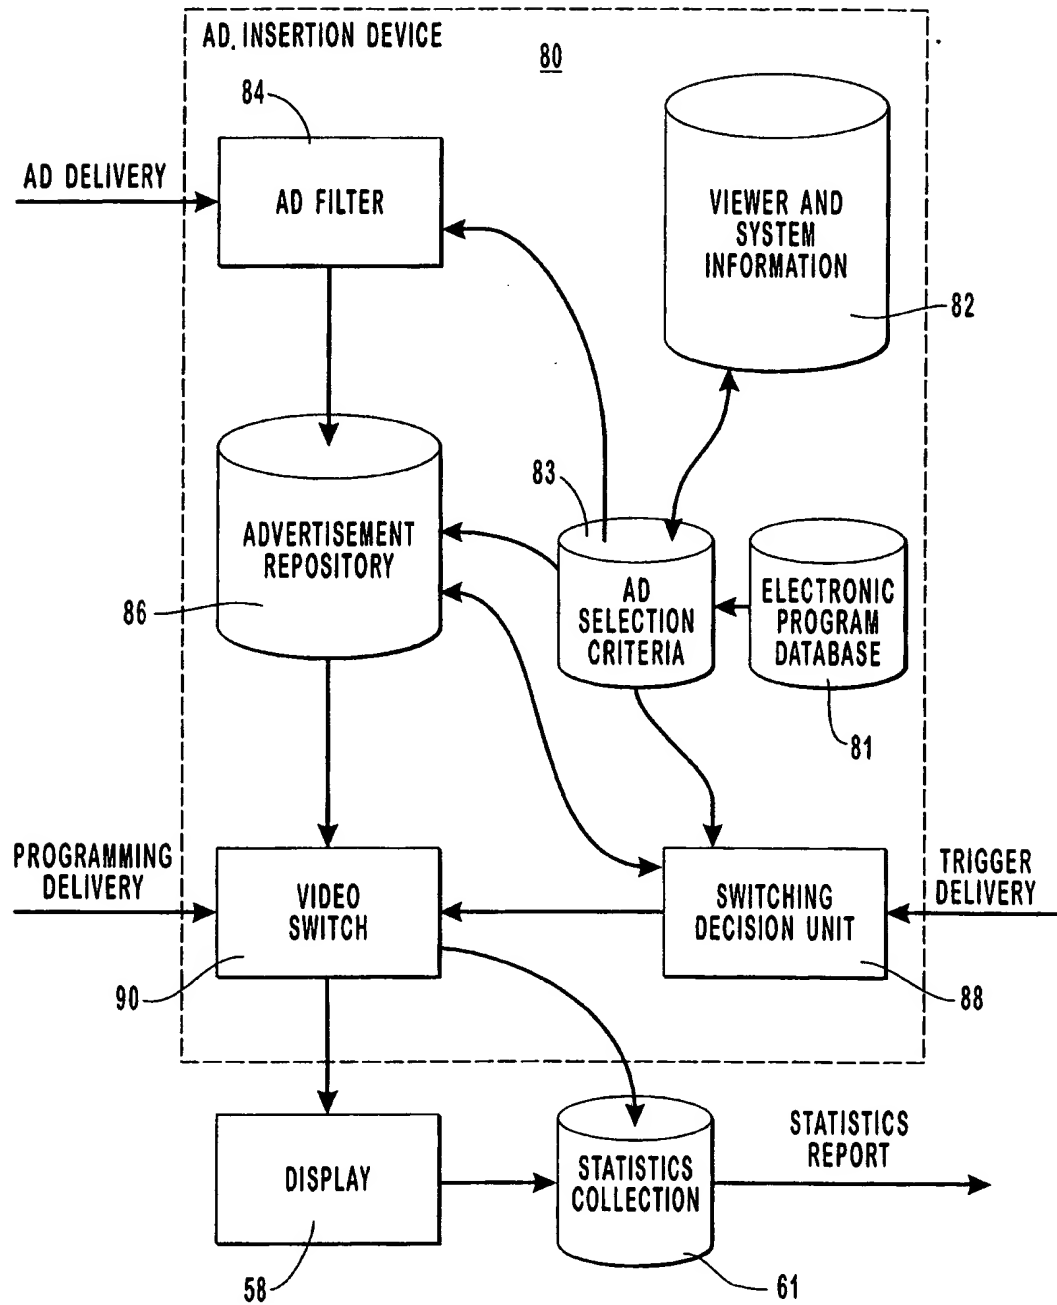 AD. INSERTION DEVICE
80
84
AD DELIVERY
AD FILTER
VIEWER AND
SYSTEM
INFORMATION
82
83
ADVERTISEMENT
REPOSITORY
86
AD
SELECTION
CRITERIA
ELECTRONIC
PROGRAM
DATABASE
81
PROGRAMMING
DELIVERY
VIDEO
SWITCH
SWITCHING
DECISION UNIT
TRIGGER
DELIVERY
90
88
DISPLAY
STATISTICS
COLLECTION
STATISTICS
REPORT
58
61